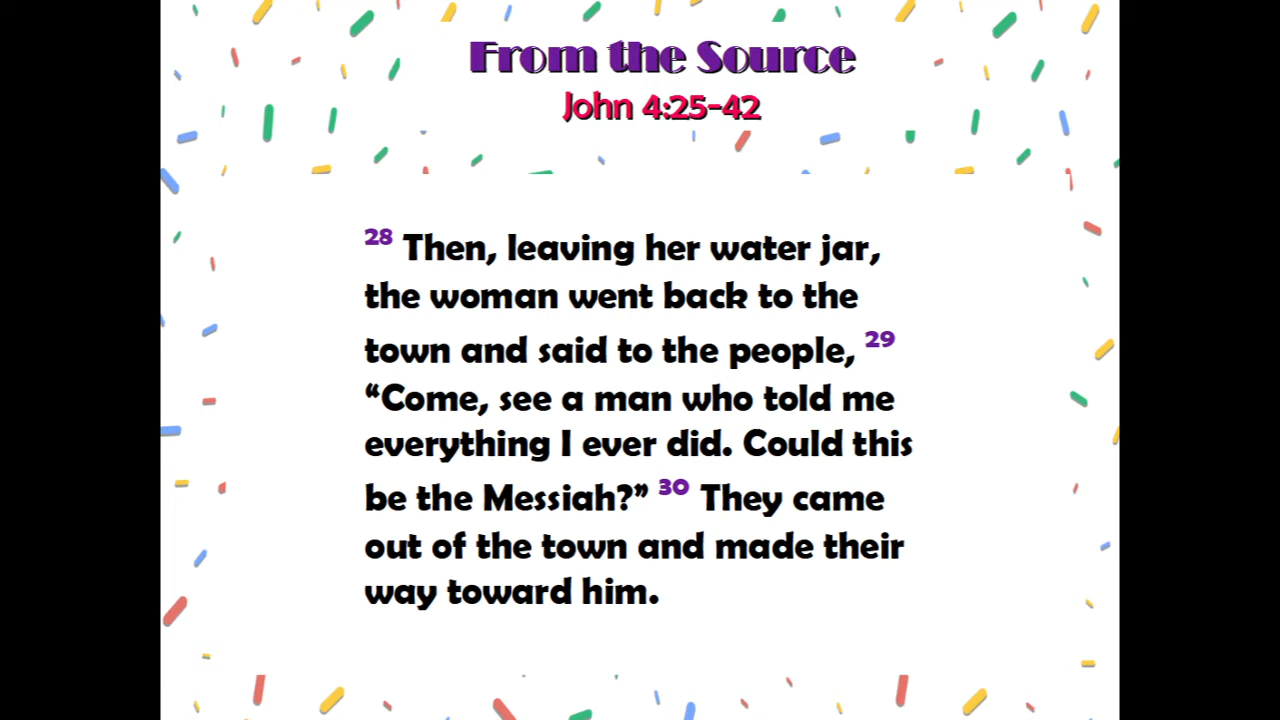 From the Source
John 4:25-42
28 Then, leaving her water jar,
the woman went back to the
town and said to the people, 29
“Come, see a man who told me
everything I ever did. Could this
be the Messiah?” 30 They came
out of the town and made their
way toward him.